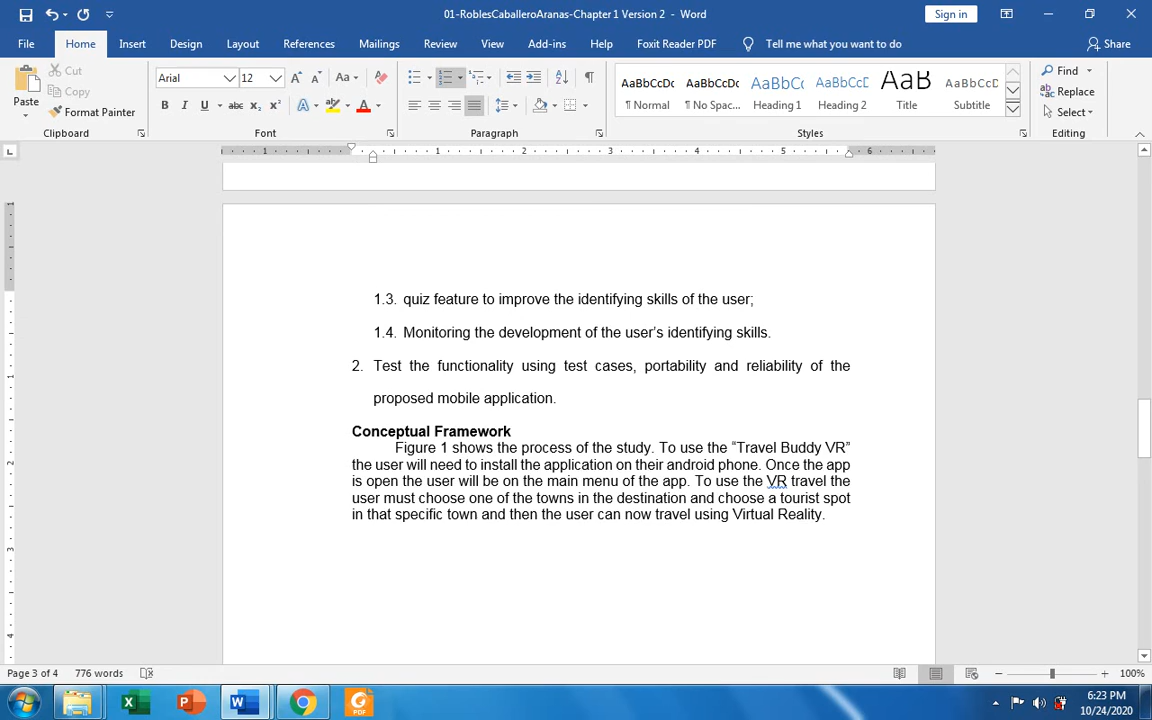 01-RoblesCaballeroAranas-Chapter 1 Version 2 - Word
Sign in
File Home Insert Design Layout References Mailings Review View Add-ins Help Foxit Reader PDF Tell me what you want to do Share
Paste
Cut
Copy
Format Painter
Clipboard
Arial 12
Font
Paragraph
AaBbCcDc ¶ Normal
AaBbCcDc ¶ No Spac...
AaBbCc Heading 1
AaBbCcD Heading 2
AaB Title
AaBbCcD Subtitle
Styles
Find
Replace
Select
Editing
1.3. quiz feature to improve the identifying skills of the user;
1.4. Monitoring the development of the user's identifying skills.
2. Test the functionality using test cases, portability and reliability of the
proposed mobile application.
Conceptual Framework
Figure 1 shows the process of the study. To use the “Travel Buddy VR”
the user will need to install the application on their android phone. Once the app
is open the user will be on the main menu of the app. To use the VR travel the
user must choose one of the towns in the destination and choose a tourist spot
in that specific town and then the user can now travel using Virtual Reality.
Page 3 of 4 776 words 100%
6:23 PM
10/24/2020